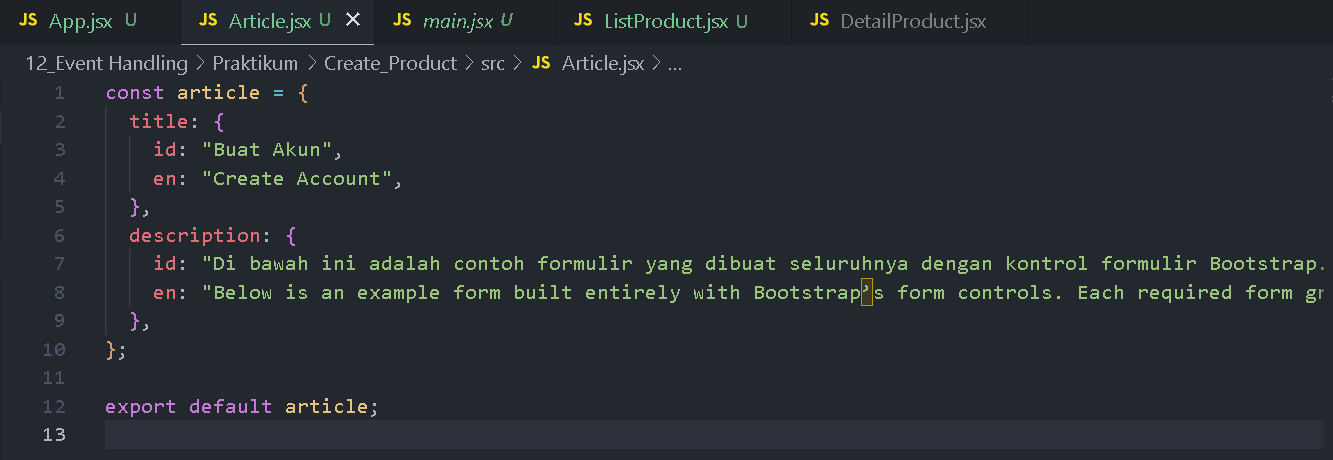 JS App.jsx U JS Article.jsx U JS main.jsx U JS ListProduct.jsx U JS DetailProduct.jsx
12_Event Handling > Praktikum > Create_Product > src > JS Article.jsx > ...
1 const article = {
2 title: {
3 id: "Buat Akun",
4 en: "Create Account",
5 },
6 description: {
7 id: "Di bawah ini adalah contoh formulir yang dibuat seluruhnya dengan kontrol formulir Bootstrap.
8 en: "Below is an example form built entirely with Bootstrap’s form controls. Each required form gr
9 },
10 };
11
12 export default article;
13